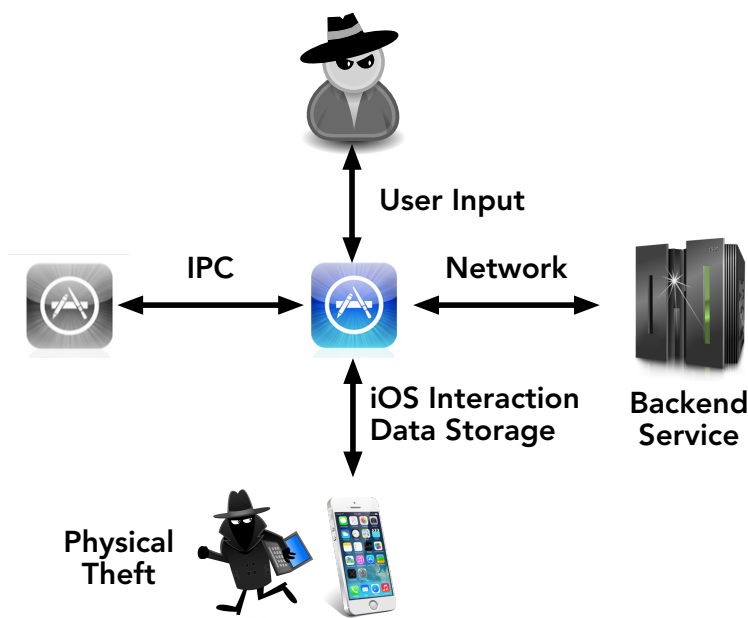 User Input
IPC
Network
iOS Interaction
Data Storage
Backend
Service
Physical
Theft